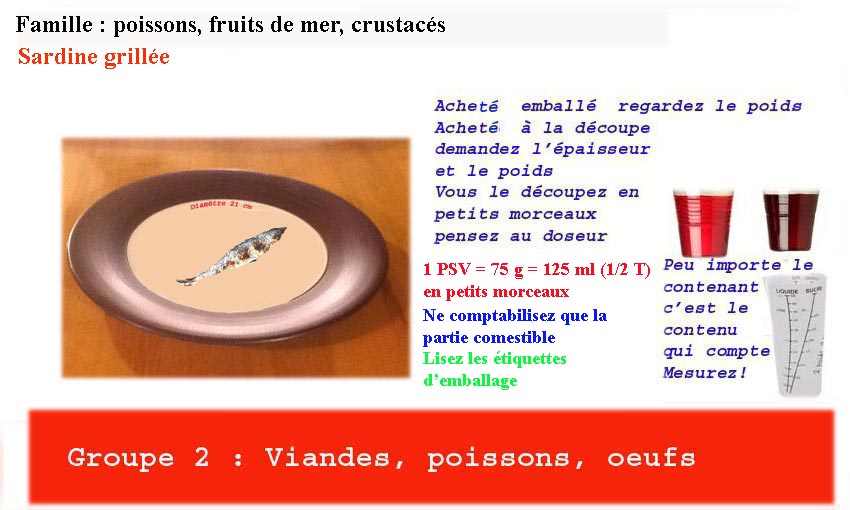 Famille : poissons, fruits de mer, crustacés
Sardine grillée
Diamètre 21 cm
Acheté emballé regardez le poids
Acheté à la découpe
demandez l'épaisseur
et le poids
Vous le découpez en
petits morceaux
pensez au doseur
1 PSV = 75 g = 125 ml (1/2 T)
en petits morceaux
Ne comptabilisez que la
partie comestible
Lisez les étiquettes
d'emballage
Peu importe le
contenant
c'est le
contenu
qui compte
Mesurez!
LIQUIDE SUCRE
Groupe 2 : Viandes, poissons, oeufs